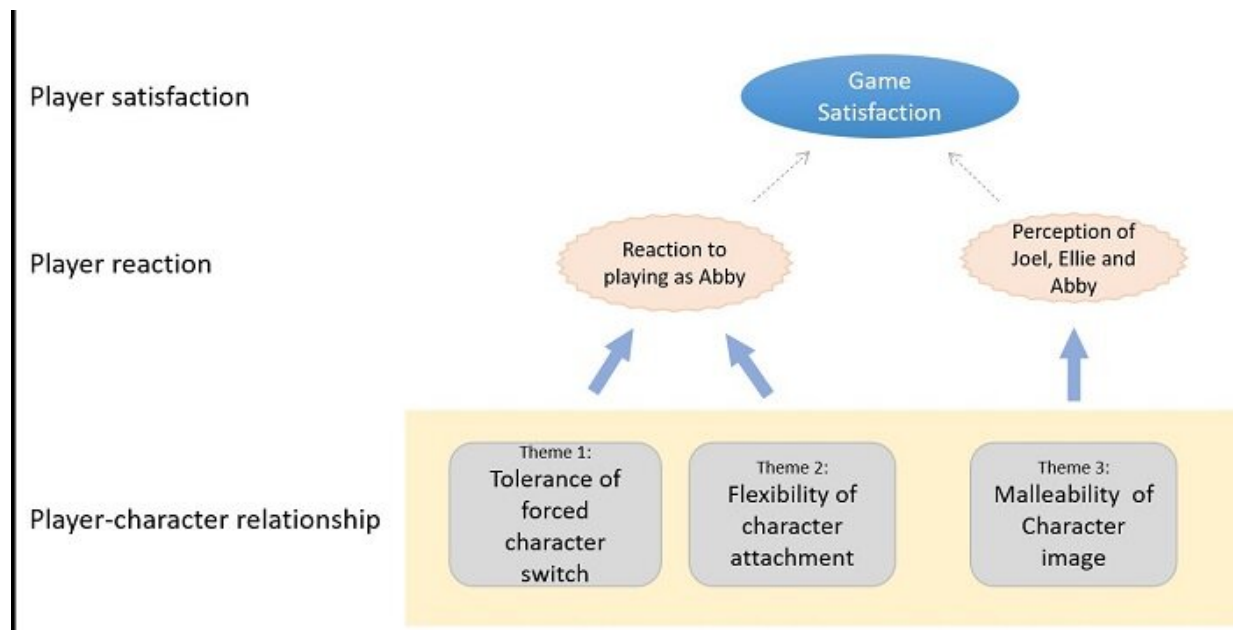 Player satisfaction
Game
Satisfaction
Player reaction
Reaction to
playing as Abby
Perception of
Joel, Ellie and
Abby
Player-character relationship
Theme 1:
Tolerance of
forced
character
switch
Theme 2:
Flexibility of
character
attachment
Theme 3:
Malleability of
Character
image